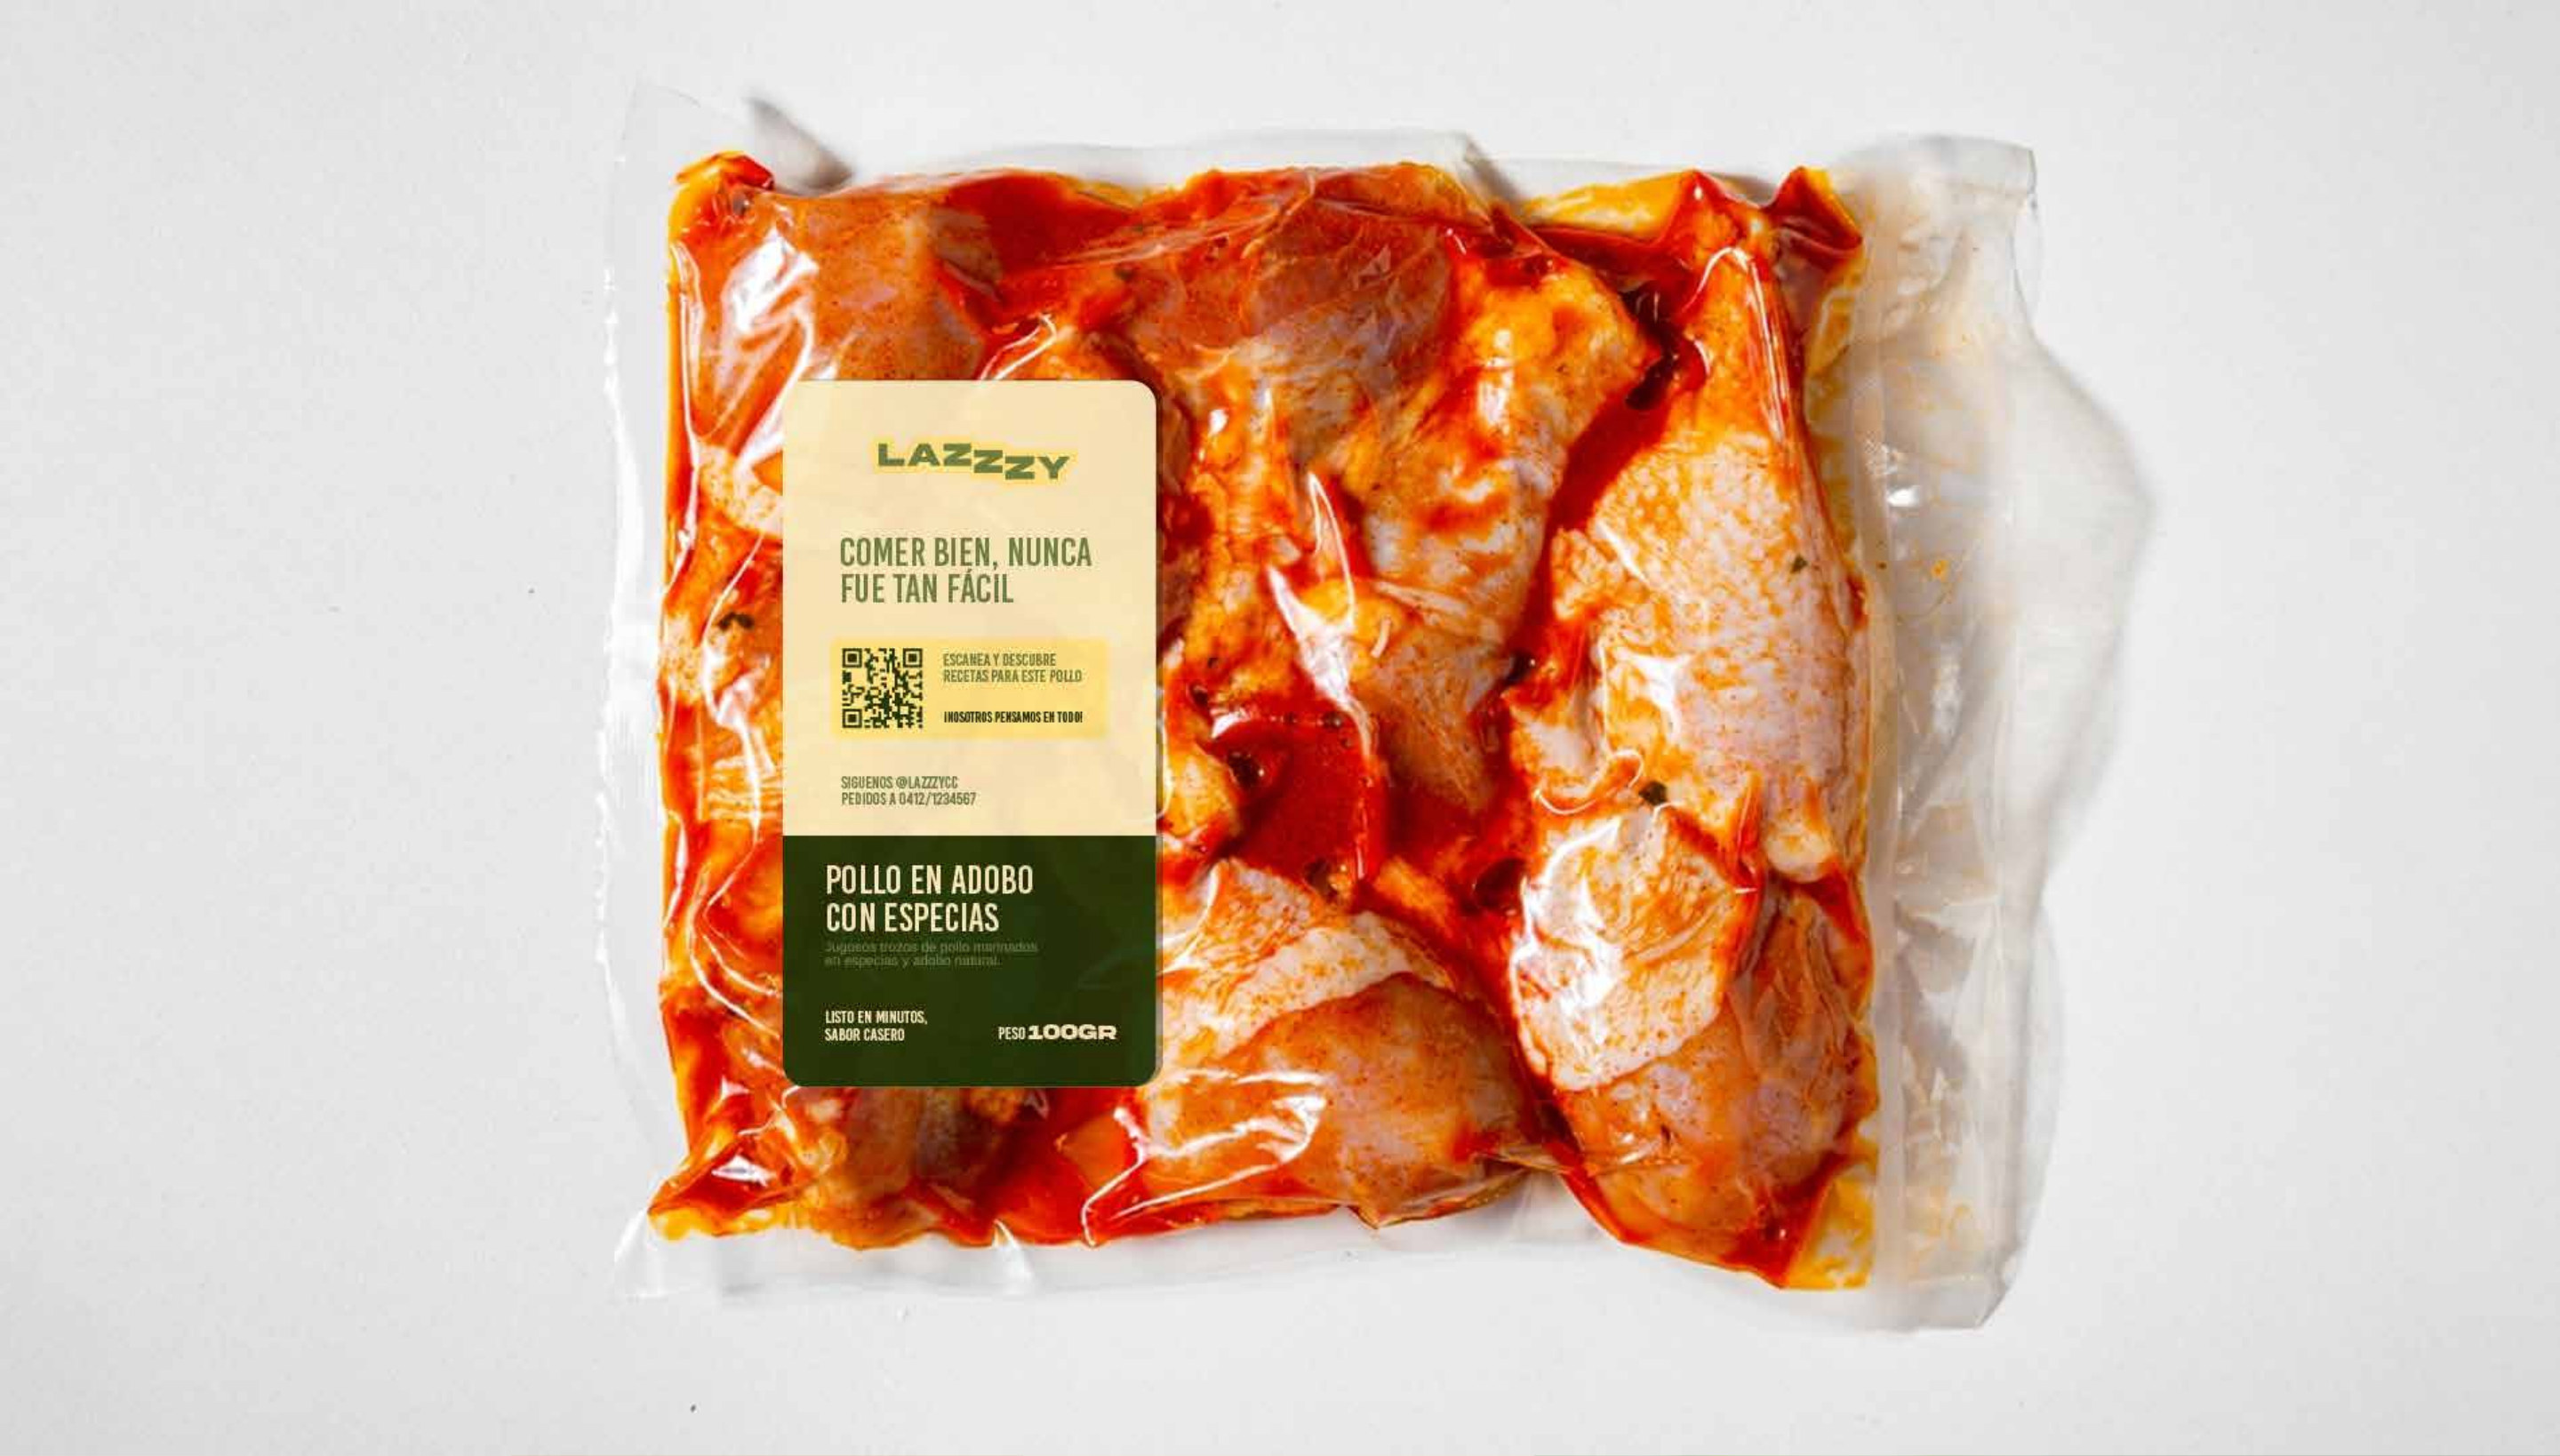 LAZZZY
COMER BIEN, NUNCA
FUE TAN FÁCIL
ESCANEA Y DESCUBRE
RECETAS PARA ESTE POLLO
¡NOSOTROS PENSAMOS EN TODO!
SIGUENOS @LAZZZYCC
PEDIDOS A 0412/1234567
POLLO EN ADOBO
CON ESPECIAS
Jugosos trozos de pollo marinados
en especias y adobo natural.
LISTO EN MINUTOS,
SABOR CASERO
PESO 100GR